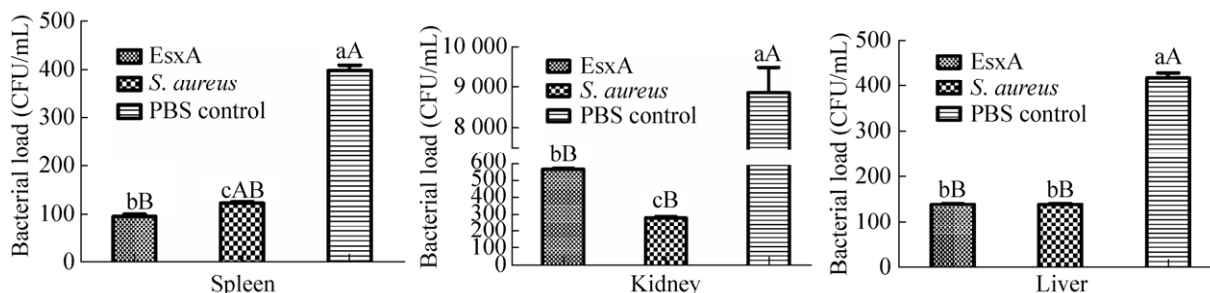 Bacterial load (CFU/mL)
500
400
300
200
100
0
EsxA
S. aureus
PBS control
bB
cAB
aA
Spleen
Bacterial load (CFU/mL)
10 000
9 000
8 000
600
500
400
300
200
100
0
EsxA
S. aureus
PBS control
bB
cB
aA
Kidney
Bacterial load (CFU/mL)
500
400
300
200
100
0
EsxA
S. aureus
PBS control
bB
bB
aA
Liver